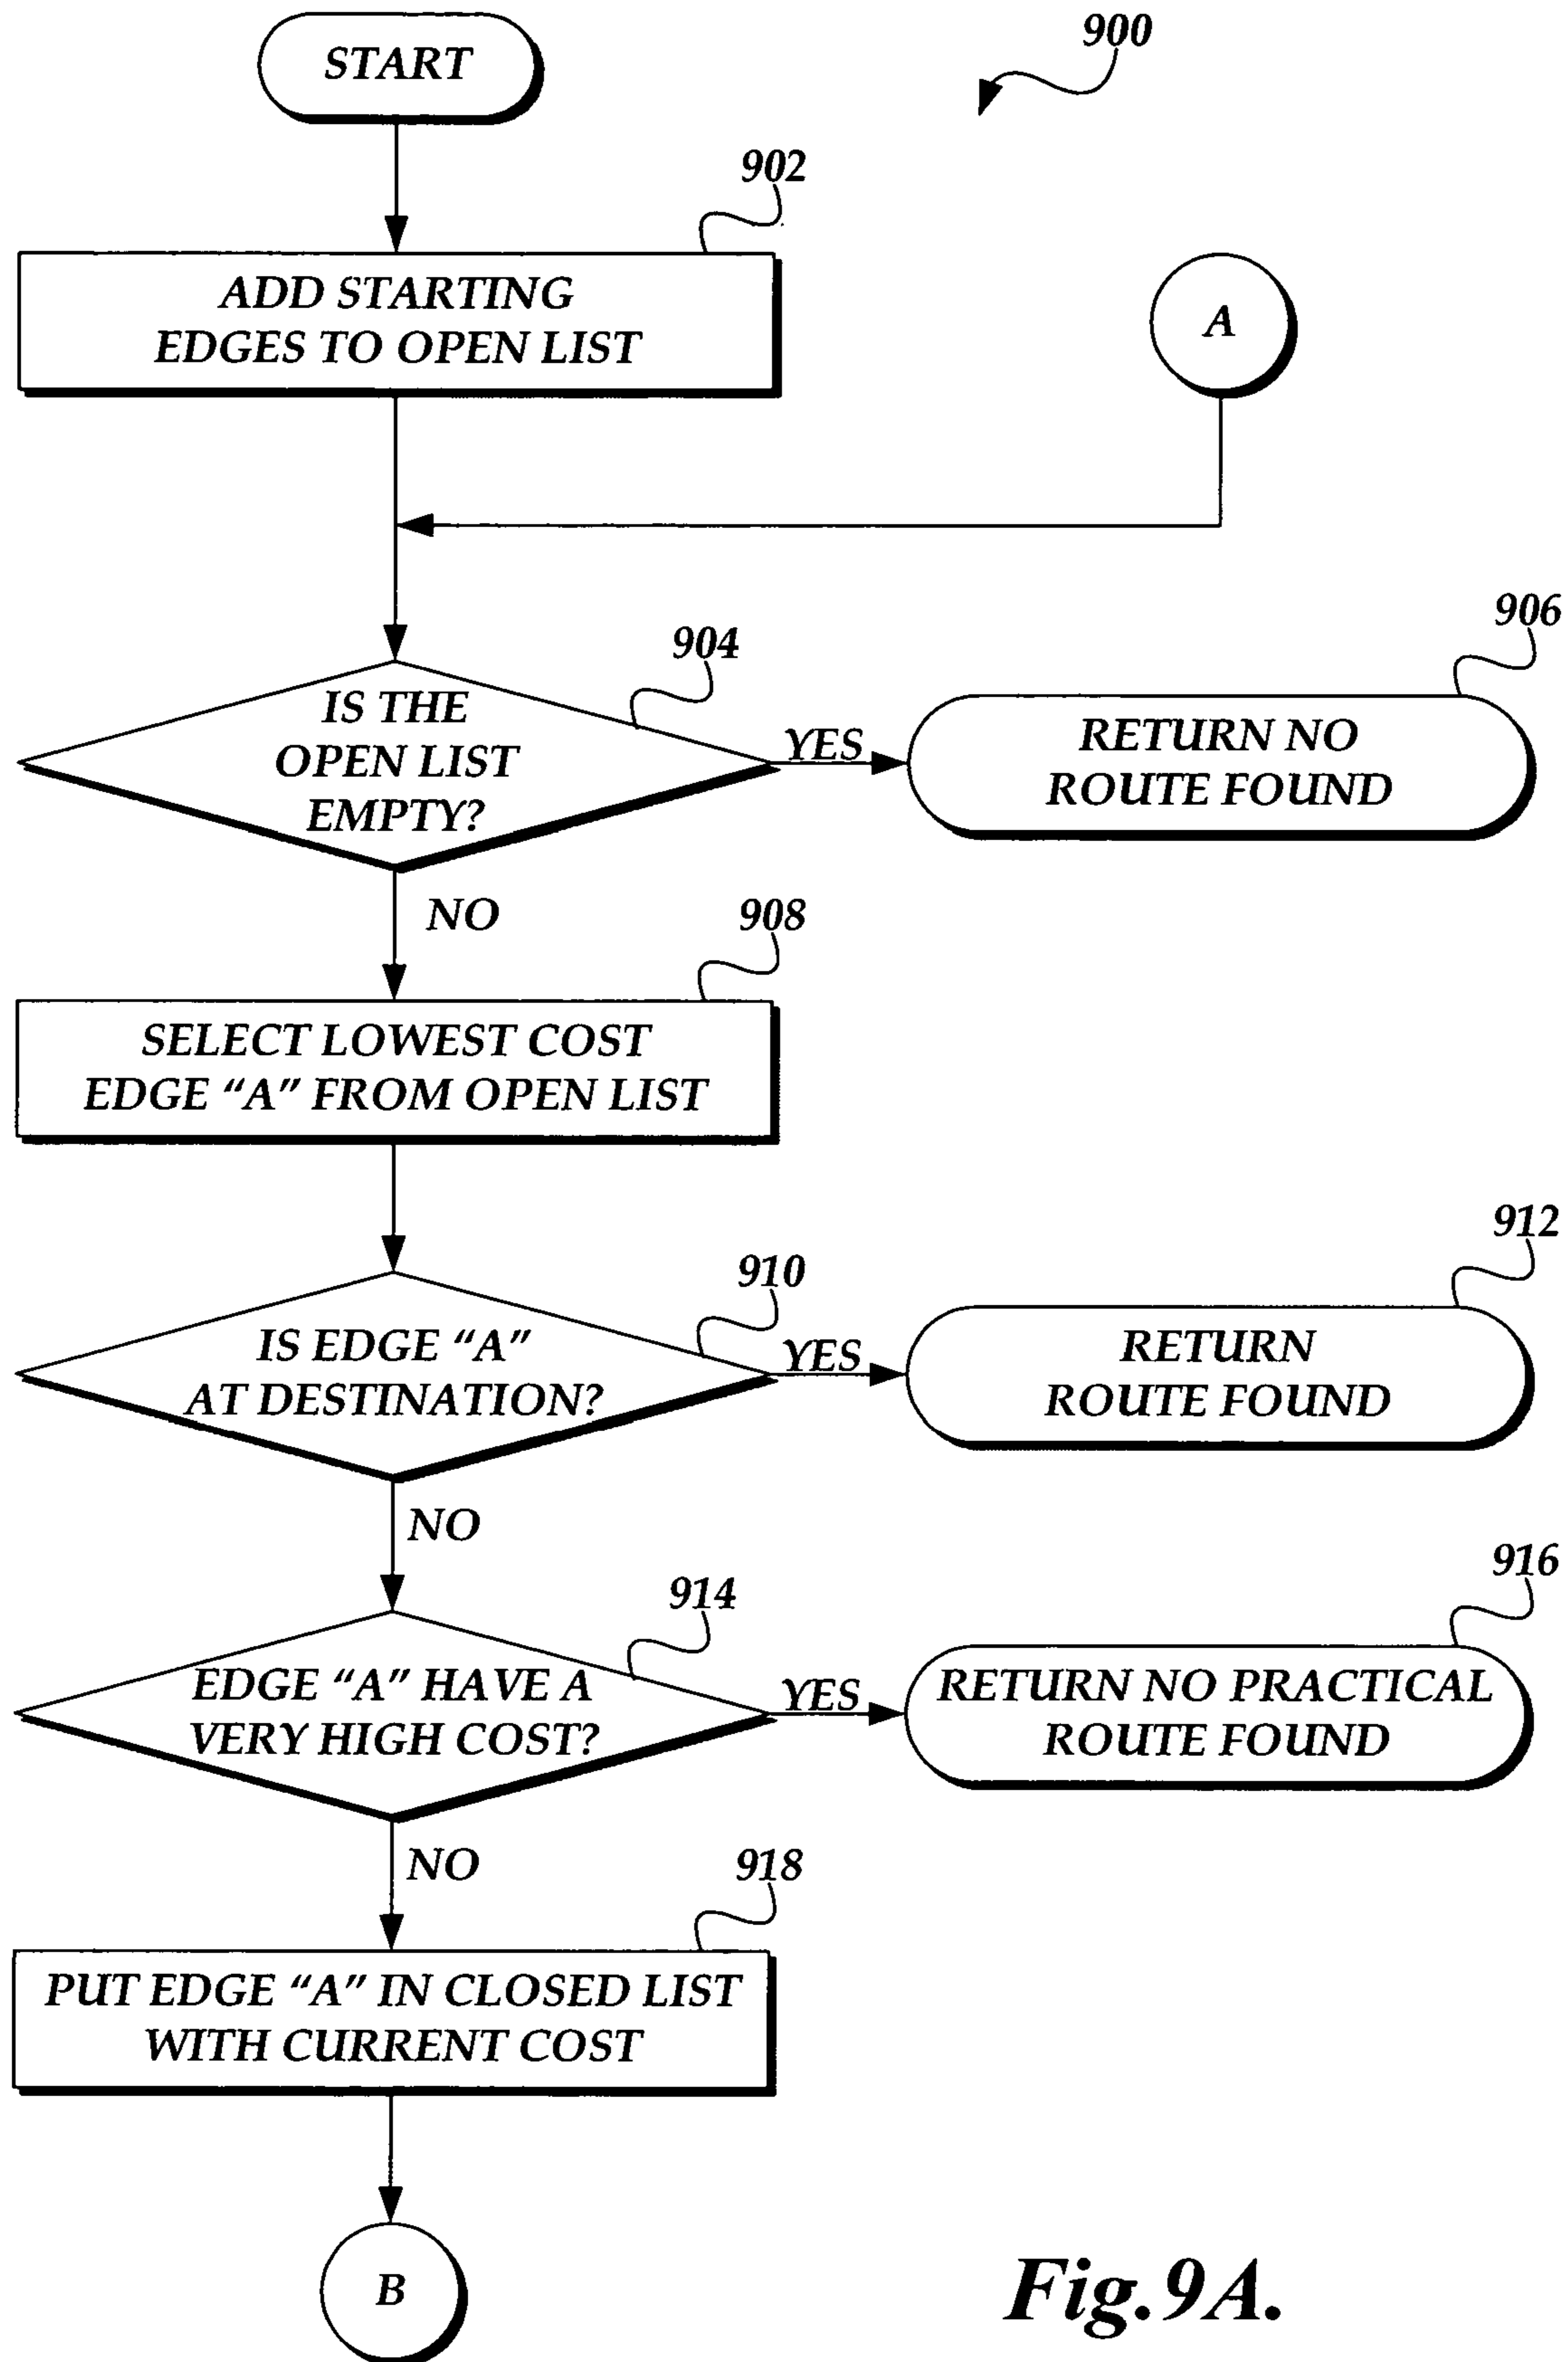 START
900
902
ADD STARTING
EDGES TO OPEN LIST
A
904
906
IS THE
OPEN LIST
EMPTY?
YES
RETURN NO
ROUTE FOUND
NO
908
SELECT LOWEST COST
EDGE “A” FROM OPEN LIST
910
912
IS EDGE “A”
AT DESTINATION?
YES
RETURN
ROUTE FOUND
NO
914
916
EDGE “A” HAVE A
VERY HIGH COST?
YES
RETURN NO PRACTICAL
ROUTE FOUND
NO
918
PUT EDGE “A” IN CLOSED LIST
WITH CURRENT COST
B
Fig.9A.